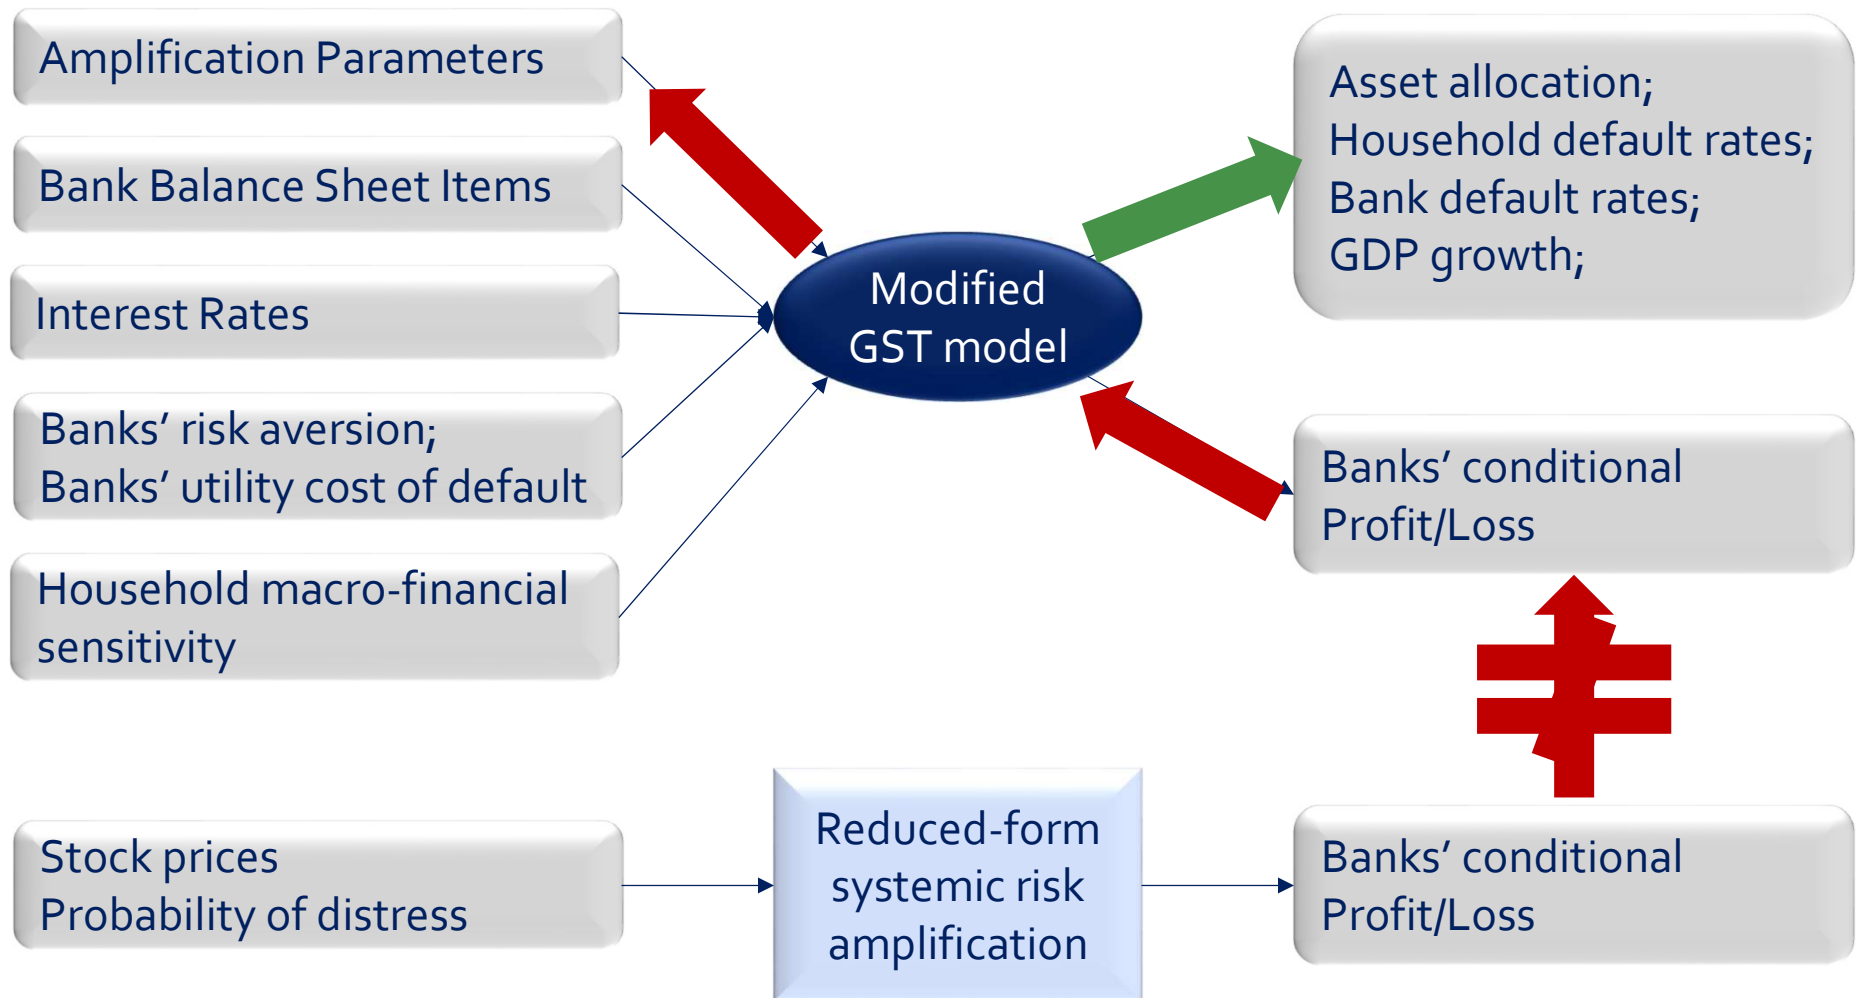 Amplification Parameters
Bank Balance Sheet Items
Interest Rates
Banks’ risk aversion;
Banks’ utility cost of default
Household macro-financial
sensitivity
Modified
GST model
Asset allocation;
Household default rates;
Bank default rates;
GDP growth;
Banks’ conditional
Profit/Loss
Stock prices
Probability of distress
Reduced-form
systemic risk
amplification
Banks’ conditional
Profit/Loss